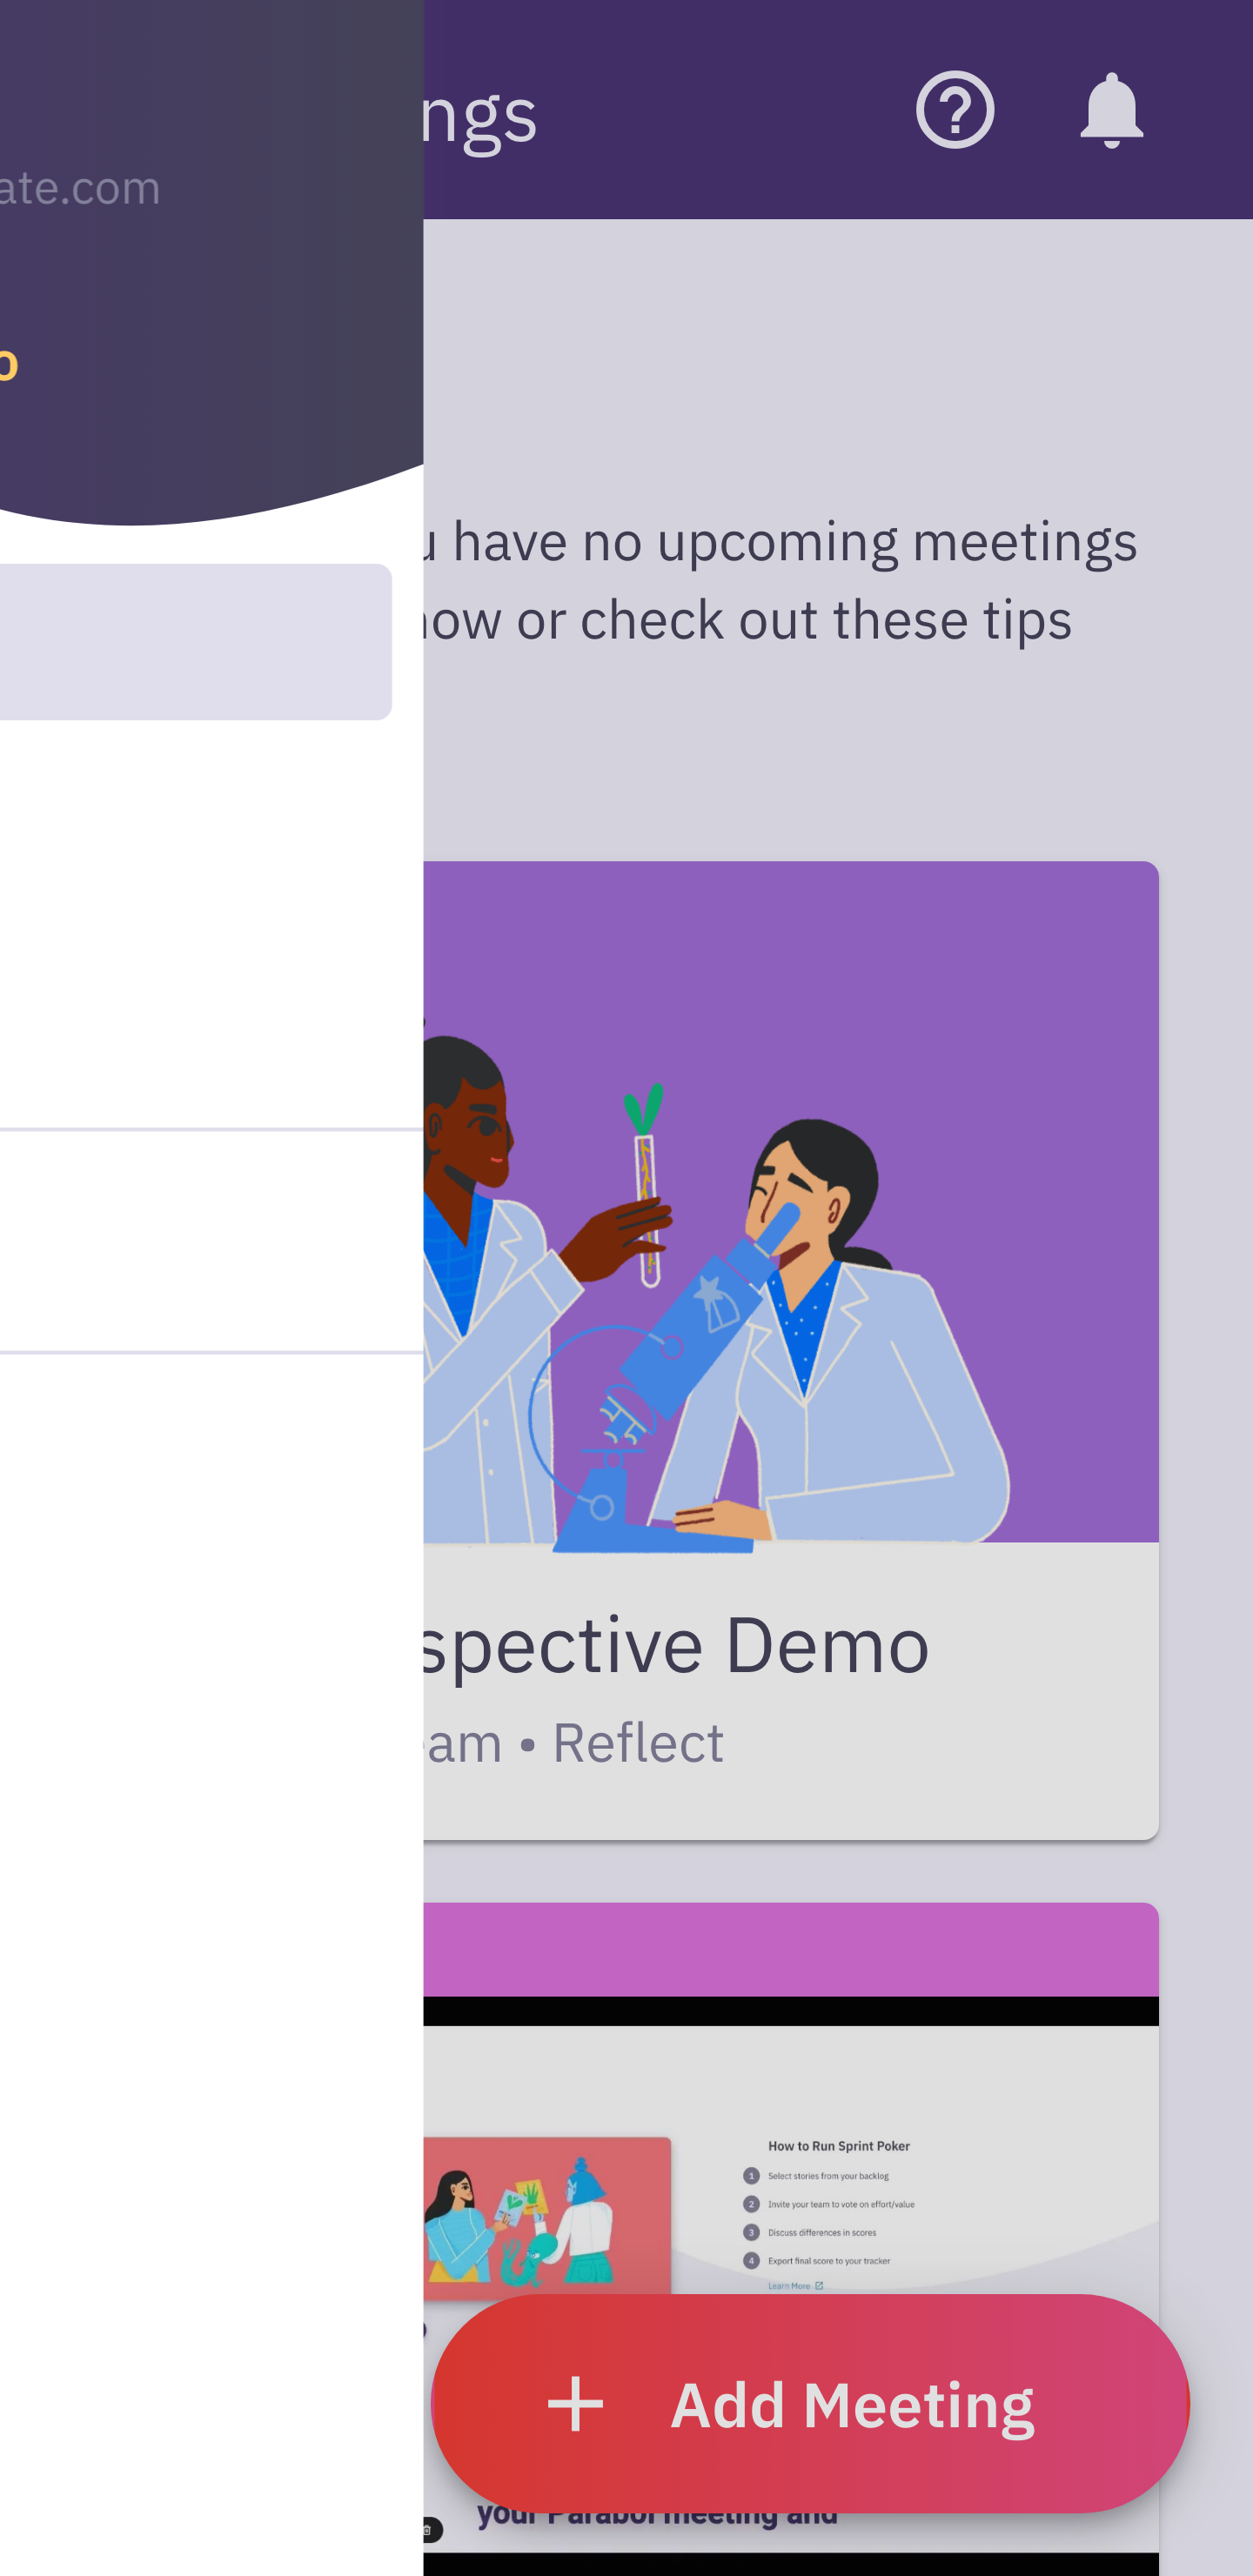 ngs
ate.com
o
u have no upcoming meetings
now or check out these tips
spective Demo
eam • Reflect
How to Run Sprint Poker
1 Select stories from your backlog
2 Invite your team to vote on effort/value
3 Discuss differences in scores
4 Export final score to your tracker
Learn More
Add Meeting
your Parabol meeting and